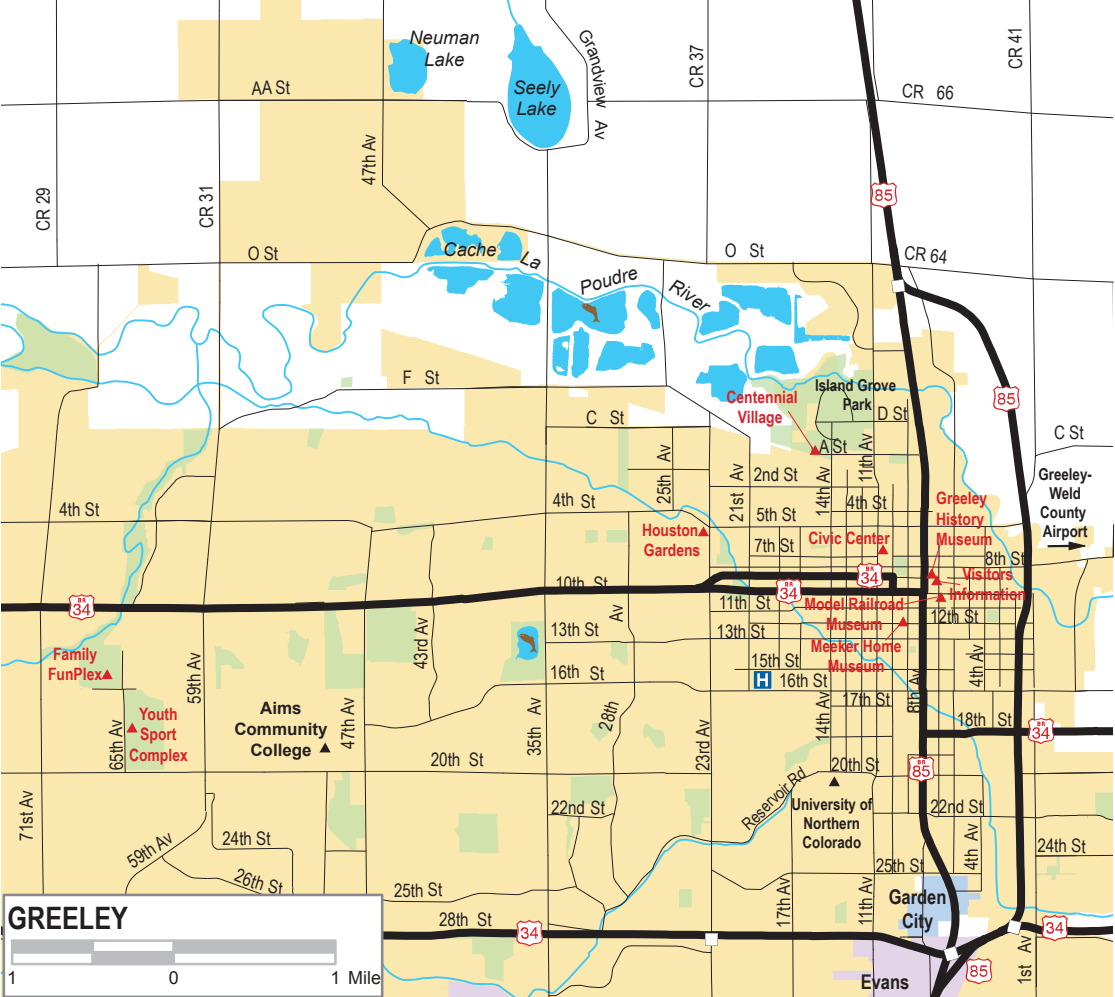 Neuman
Lake
Seely
Lake
Grandview Av
CR 37
CR 41
AA St
CR 66
47th Av
CR 29
CR 31
85
O St
Cache La Poudre River
O St
CR 64
F St
85
Centennial
Village
Island Grove
Park
D St
C St
A St
C St
25th Av
21st Av
2nd St
14th Av
11th Av
4th St
4th St
4th St
5th St
Greeley-
Weld
County
Airport
Greeley
History
Museum
Houston
Gardens
7th St
Civic Center
8th St
10th St
BR
34
BR
34
BR
34
Visitors
Information
11th St
Model Railroad
Museum
12th St
13th St
13th St
Meeker Home
Museum
43rd Av
Family
FunPlex
15th St
16th St
H
16th St
4th Av
59th Av
17th St
8th Av
Youth
Sport
Complex
Aims
Community
College
65th Av
47th Av
35th Av
28th Av
23rd Av
14th Av
18th St
BR
34
20th St
20th St
BR
85
71st Av
22nd St
Reservoir Rd
University of
Northern
Colorado
22nd St
59th Av
24th St
4th Av
24th St
26th St
25th St
25th St
17th Av
11th Av
Garden
City
GREELEY
28th St
34
34
1st Av
85
1
0
1 Mile
Evans